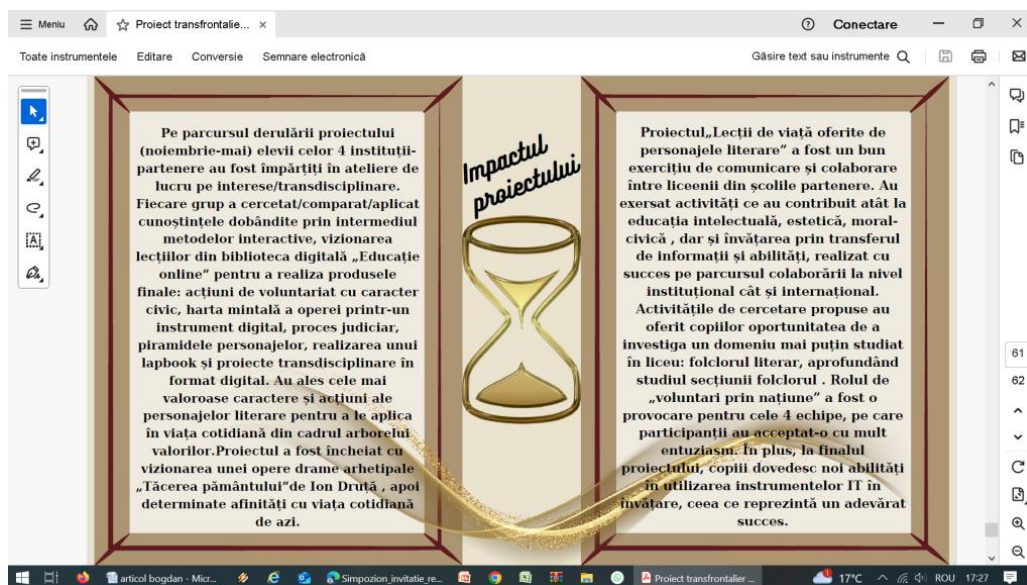 Meniu
Proiect transfrontalie...
Conectare
Toate instrumentele Editare Conversie Semnare electronică
Găsire text sau instrumente
Pe parcursul derulării proiectului
(noiembrie-mai) elevii celor 4 instituții-
partenere au fost împărțiți în ateliere de
lucru pe interese/transdisciplinare.
Fiecare grup a cercetat/comparat/aplicat
cunoștințele dobândite prin intermediul
metodelor interactive, vizionarea
lecțiilor din biblioteca digitală „Educație
online” pentru a realiza produsele
finale: acțiuni de voluntariat cu caracter
civic, harta mintală a operei printr-un
instrument digital, proces judiciar,
piramidele personajelor, realizarea unui
lapbook și proiecte transdisciplinare în
format digital. Au ales cele mai
valoroase caractere și acțiuni ale
personajelor literare pentru a le aplica
în viața cotidiană din cadrul arborelui
valorilor.Proiectul a fost încheiat cu
vizionarea unei opere drame arhetipale
„Tăcerea pământului”de Ion Druță , apoi
determinate afinități cu viața cotidiană
de azi.
Impactul
proiectului
Proiectul„Lecții de viață oferite de
personajele literare” a fost un bun
exercițiu de comunicare și colaborare
între liceenii din școlile partenere. Au
exersat activități ce au contribuit atât la
educația intelectuală, estetică, moral-
civică , dar și învățarea prin transferul
de informații și abilități, realizat cu
succes pe parcursul colaborării la nivel
instituțional cât și internațional.
Activitățile de cercetare propuse au
oferit copiilor oportunitatea de a
investiga un domeniu mai puțin studiat
în liceu: folclorul literar, aprofundând
studiul secțiunii folclorul . Rolul de
„voluntari prin națiune” a fost o
provocare pentru cele 4 echipe, pe care
participanții au acceptat-o cu mult
entuziasm. În plus, la finalul
proiectului, copiii dovedesc noi abilități
în utilizarea instrumentelor IT în
învățare, ceea ce reprezintă un adevărat
succes.
61
62
articol bogdan - Micr...
Simpozion_invitatie_re...
Proiect transfrontalier ...
17°C
ROU
17:27